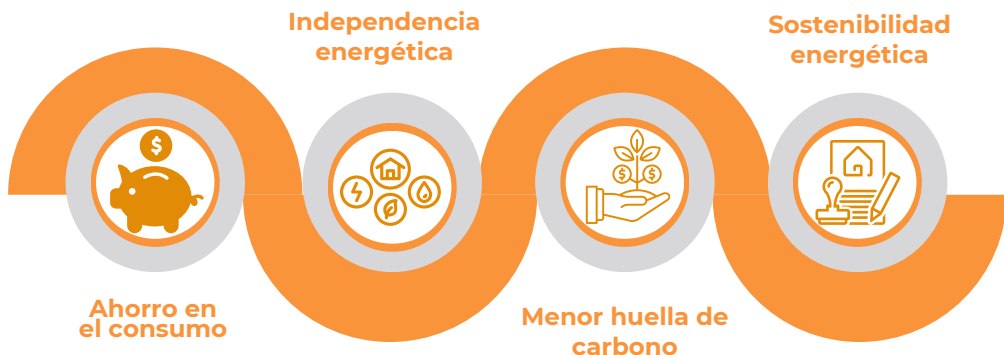 Ahorro en
el consumo
Independencia
energética
Menor huella de
carbono
Sostenibilidad
energética
$
$
$